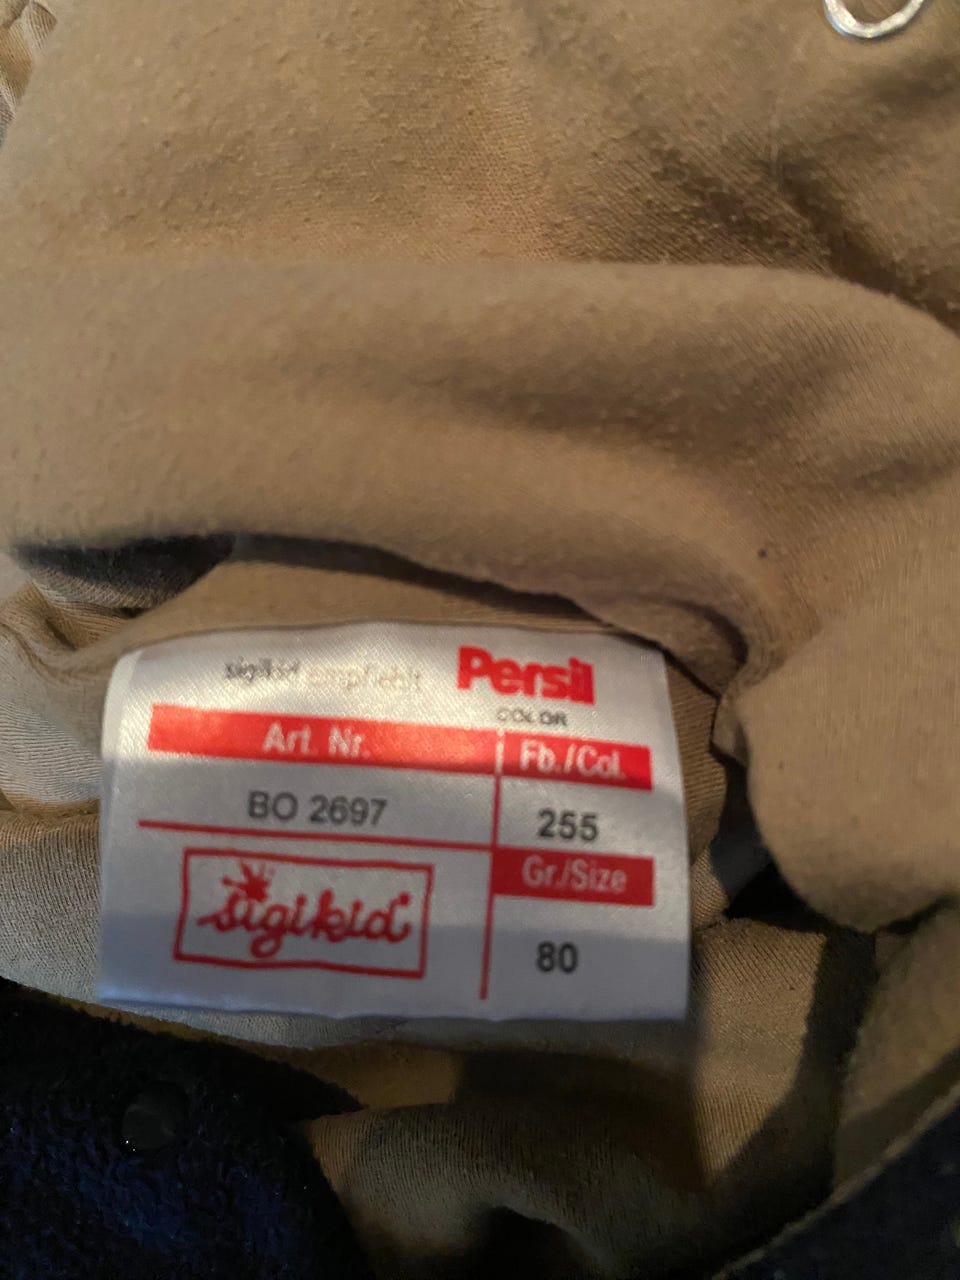 sigikid empfiehlt Persil
COLOR
Art. Nr. Fb./Col.
BO 2697 255
Gr./Size
sigikid 80